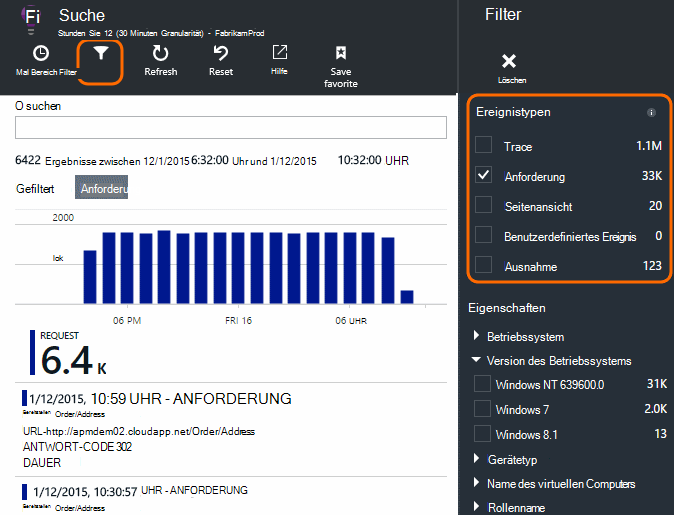 Fi
Suche
Stunden Sie 12 (30 Minuten Granularität) - FabrikamProd
Mal Bereich Filter
Refresh
Reset
Hilfe
Save favorite
O suchen
6422 Ergebnisse zwischen 12/1/2015 6:32:00 Uhr und 1/12/2015 10:32:00 UHR
Gefiltert Anforderu
2000
lok
06 PM FRI 16 06 UHR
REQUEST
6.4 K
1/12/2015, 10:59 UHR - ANFORDERUNG
Bereitstellen Order/Address
URL-http://apmdem02.cloudapp.net/Order/Address
ANTWORT-CODE 302
DAUER
1/12/2015, 10:30:57 UHR -ANFORDERUNG
Bereitstellen Order/Address
Filter
Löschen
Ereignistypen
Trace 1.1M
Anforderung 33K
Seitenansicht 20
Benutzerdefiniertes Ereignis 0
Ausnahme 123
Eigenschaften
Betriebssystem
Version des Betriebssystems
Windows NT 639600.0 31K
Windows 7 2.0K
Windows 8.1 13
Gerätetyp
Name des virtuellen Computers
Rollenname